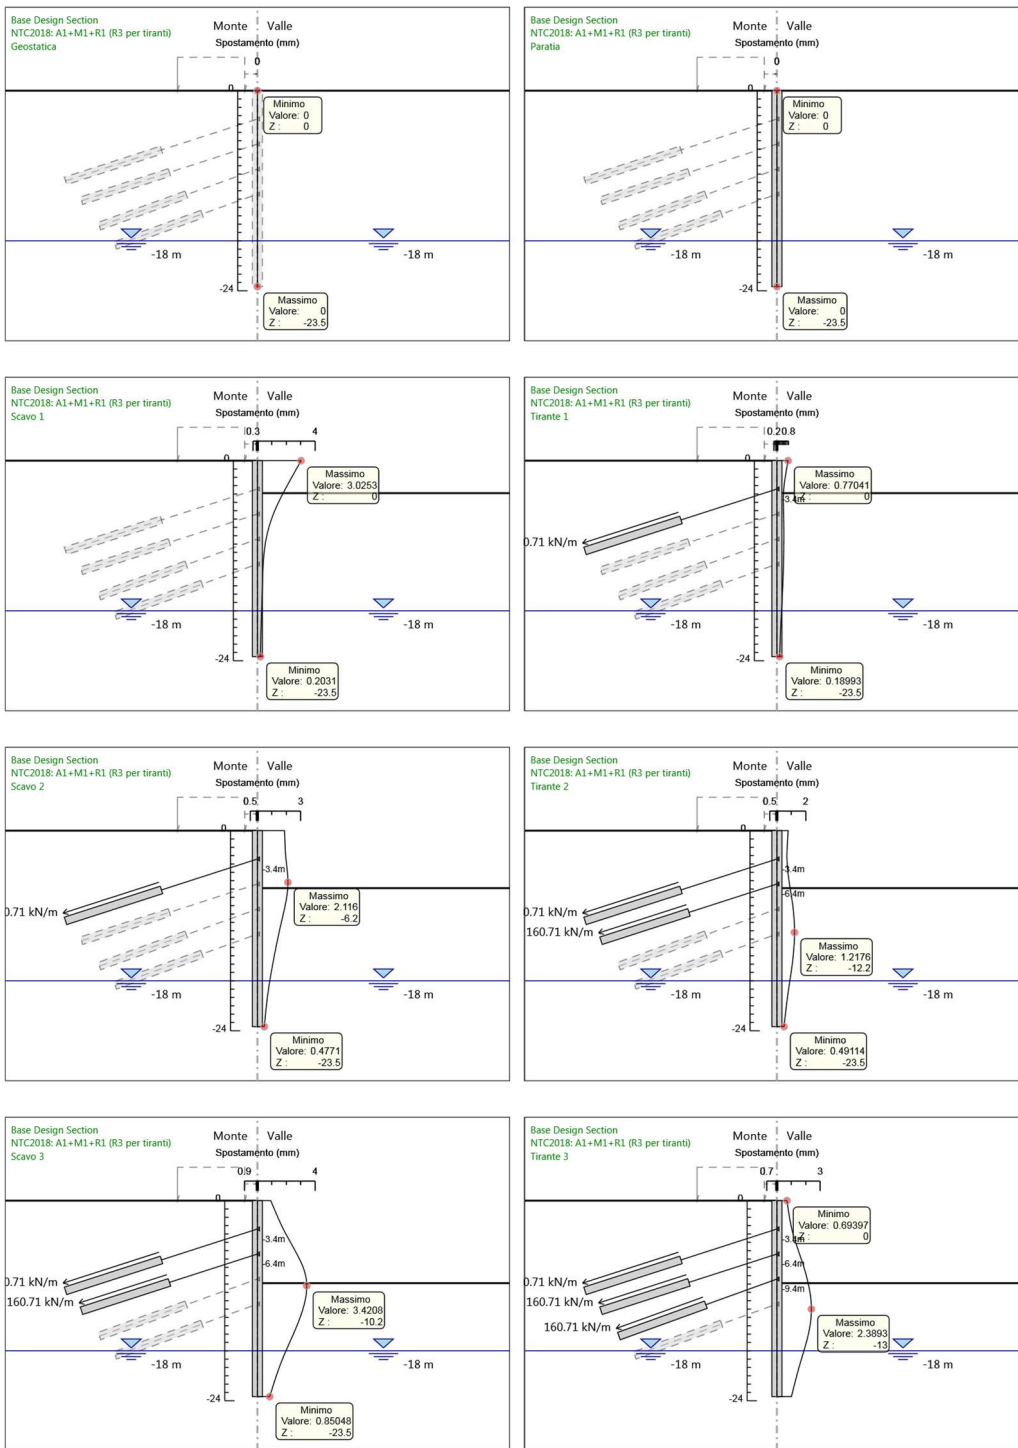 Base Design Section
NTC2018: A1+M1+R1 (R3 per tiranti)
Geostatica
Monte Valle
Spostamento (mm)
0
0
Minimo
Valore: 0
Z : 0
-18 m
-18 m
-24
Massimo
Valore: 0
Z : -23.5
Base Design Section
NTC2018: A1+M1+R1 (R3 per tiranti)
Paratia
Monte Valle
Spostamento (mm)
0
0
Minimo
Valore: 0
Z : 0
-18 m
-18 m
-24
Massimo
Valore: 0
Z : -23.5
Base Design Section
NTC2018: A1+M1+R1 (R3 per tiranti)
Scavo 1
Monte Valle
Spostamento (mm)
0.3 4
0
Massimo
Valore: 3.0253
Z : 0
-18 m
-18 m
-24
Minimo
Valore: 0.2031
Z : -23.5
Base Design Section
NTC2018: A1+M1+R1 (R3 per tiranti)
Tirante 1
Monte Valle
Spostamento (mm)
0.20.8
0
Massimo
Valore: 0.77041
Z : 0
-3.4m
0.71 kN/m
-18 m
-18 m
-24
Minimo
Valore: 0.18993
Z : -23.5
Base Design Section
NTC2018: A1+M1+R1 (R3 per tiranti)
Scavo 2
Monte Valle
Spostamento (mm)
0.5 3
0
-3.4m
Massimo
Valore: 2.116
Z : -6.2
0.71 kN/m
-18 m
-18 m
-24
Minimo
Valore: 0.4771
Z : -23.5
Base Design Section
NTC2018: A1+M1+R1 (R3 per tiranti)
Tirante 2
Monte Valle
Spostamento (mm)
0.5 2
0
-3.4m
-6.4m
0.71 kN/m
160.71 kN/m
Massimo
Valore: 1.2176
Z : -12.2
-18 m
-18 m
-24
Minimo
Valore: 0.49114
Z : -23.5
Base Design Section
NTC2018: A1+M1+R1 (R3 per tiranti)
Scavo 3
Monte Valle
Spostamento (mm)
0.9 4
0
-3.4m
-6.4m
0.71 kN/m
160.71 kN/m
Massimo
Valore: 3.4208
Z : -10.2
-18 m
-18 m
-24
Minimo
Valore: 0.85048
Z : -23.5
Base Design Section
NTC2018: A1+M1+R1 (R3 per tiranti)
Tirante 3
Monte Valle
Spostamento (mm)
0.7 3
0
Minimo
Valore: 0.69397
Z : 0
-3.4m
-6.4m
-9.4m
0.71 kN/m
160.71 kN/m
160.71 kN/m
Massimo
Valore: 2.3893
Z : -13
-18 m
-18 m
-24